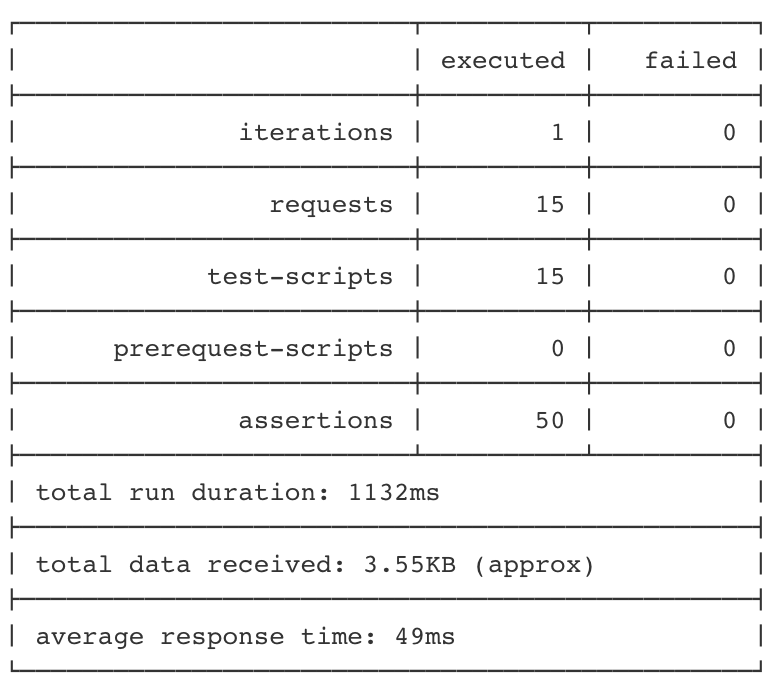 executed failed
iterations 1 0
requests 15 0
test-scripts 15 0
prerequest-scripts 0 0
assertions 50 0
total run duration: 1132ms
total data received: 3.55KB (approx)
average response time: 49ms